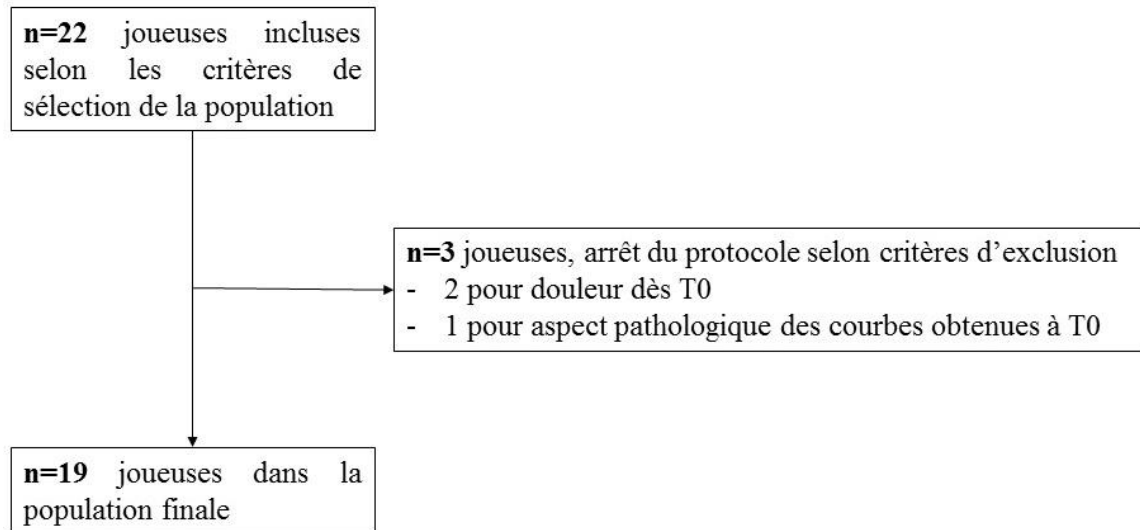 n=22 joueuses incluses
selon les critères de
sélection de la population
n=3 joueuses, arrêt du protocole selon critères d’exclusion
- 2 pour douleur dès T0
- 1 pour aspect pathologique des courbes obtenues à T0
n=19 joueuses dans la
population finale